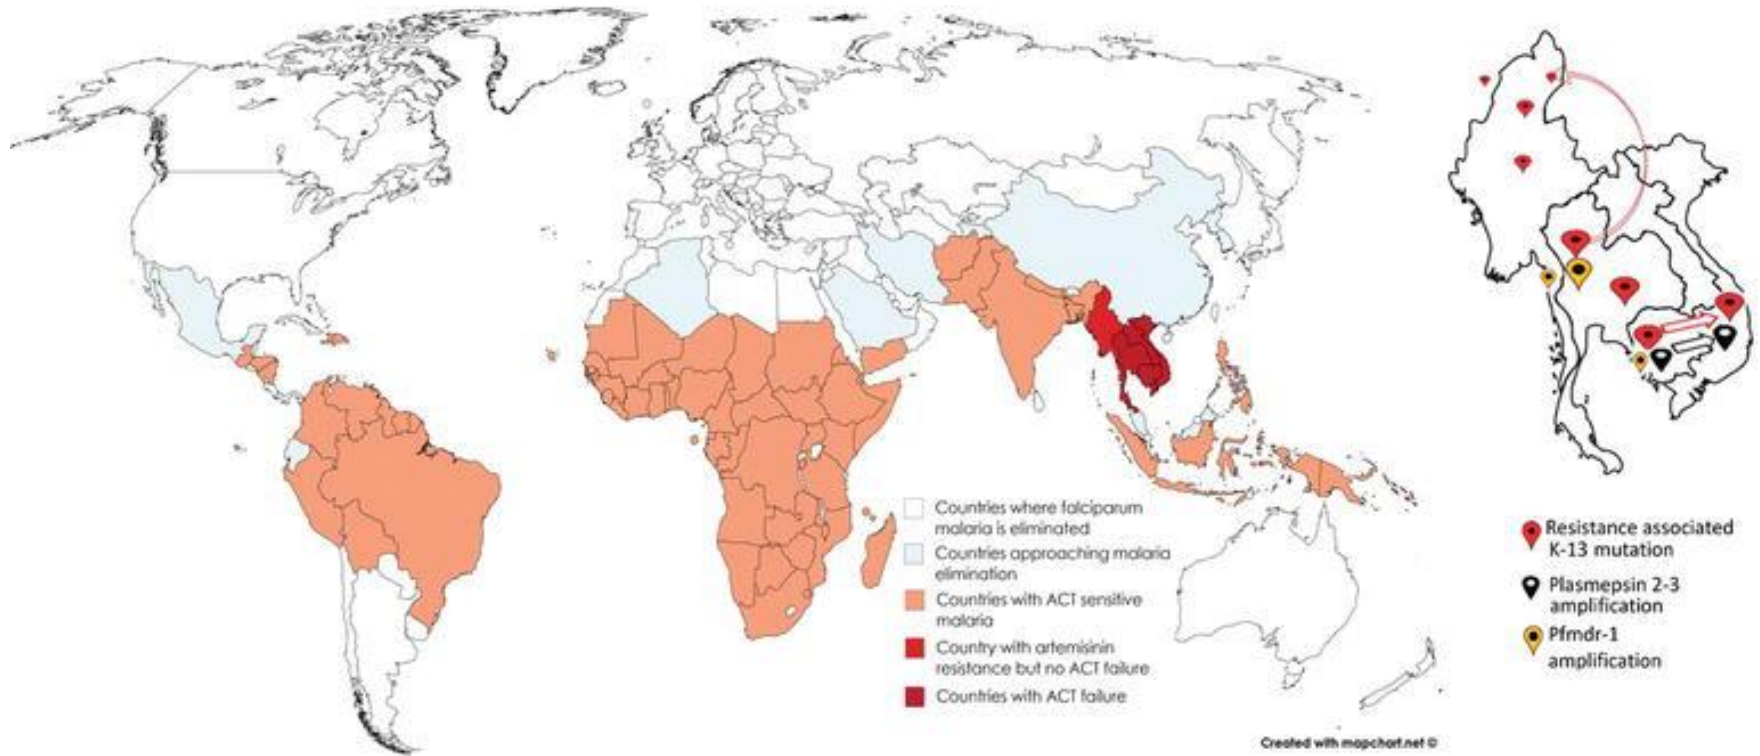 Countries where falciparum
malaria is eliminated
Countries approaching malaria
elimination
Countries with ACT sensitive
malaria
Country with artemisinin
resistance but no ACT failure
Countries with ACT failure
Created with mapchart.net ©
Resistance associated
K-13 mutation
Plasmepsin 2-3
amplification
Pfmdr-1
amplification